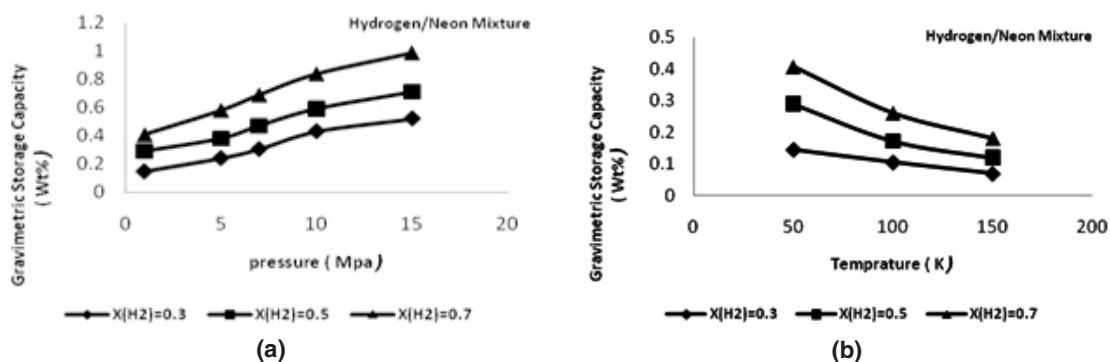 Hydrogen/Neon Mixture
Gravimetric Storage Capacity
( Wt%)
1.2
1
0.8
0.6
0.4
0.2
0
0
5
10
15
20
pressure ( Mpa)
X(H2)=0.3
X(H2)=0.5
X(H2)=0.7
(a)
Hydrogen/Neon Mixture
Gravimetric Storage Capacity
( Wt%)
0.5
0.4
0.3
0.2
0.1
0
0
50
100
150
200
Temprature ( K)
X(H2)=0.3
X(H2)=0.5
X(H2)=0.7
(b)